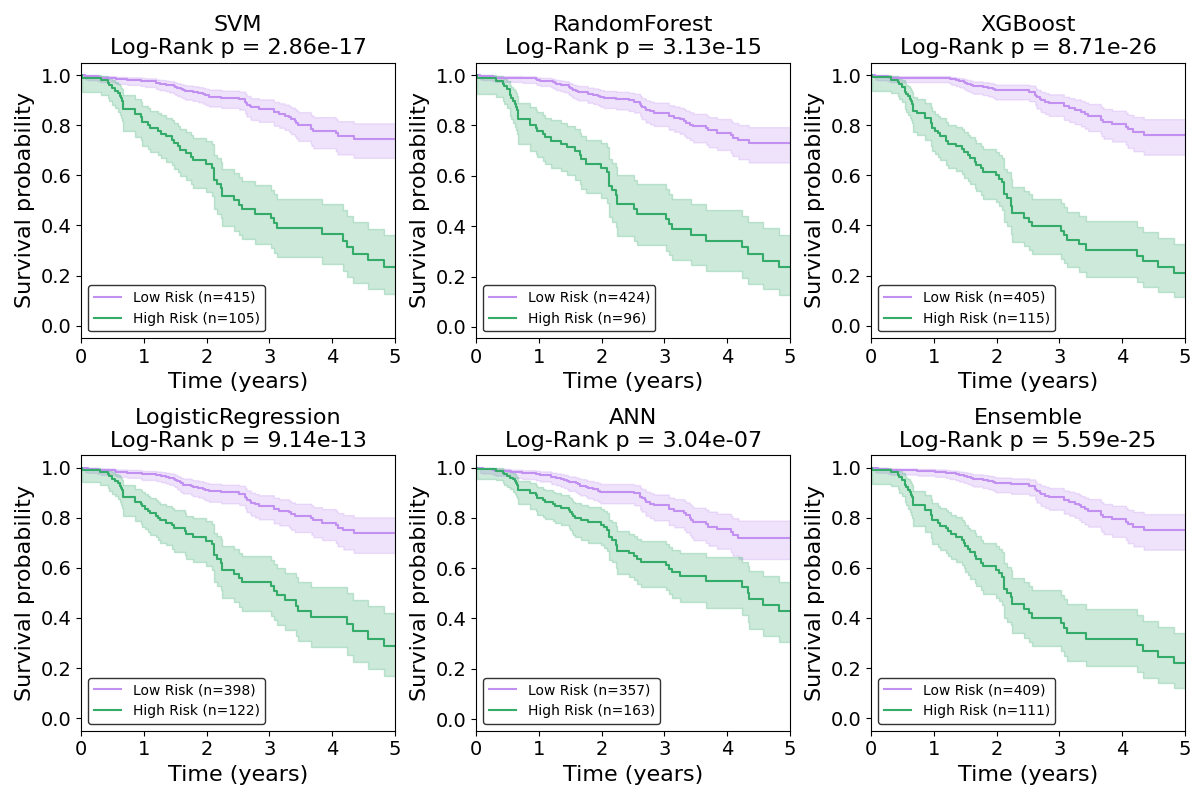 SVM
Log-Rank p = 2.86e-17
Survival probability
1.0
0.8
0.6
0.4
0.2
0.0
Low Risk (n=415)
High Risk (n=105)
0 1 2 3 4 5
Time (years)
RandomForest
Log-Rank p = 3.13e-15
Survival probability
1.0
0.8
0.6
0.4
0.2
0.0
Low Risk (n=424)
High Risk (n=96)
0 1 2 3 4 5
Time (years)
XGBoost
Log-Rank p = 8.71e-26
Survival probability
1.0
0.8
0.6
0.4
0.2
0.0
Low Risk (n=405)
High Risk (n=115)
0 1 2 3 4 5
Time (years)
LogisticRegression
Log-Rank p = 9.14e-13
Survival probability
1.0
0.8
0.6
0.4
0.2
0.0
Low Risk (n=398)
High Risk (n=122)
0 1 2 3 4 5
Time (years)
ANN
Log-Rank p = 3.04e-07
Survival probability
1.0
0.8
0.6
0.4
0.2
0.0
Low Risk (n=357)
High Risk (n=163)
0 1 2 3 4 5
Time (years)
Ensemble
Log-Rank p = 5.59e-25
Survival probability
1.0
0.8
0.6
0.4
0.2
0.0
Low Risk (n=409)
High Risk (n=111)
0 1 2 3 4 5
Time (years)